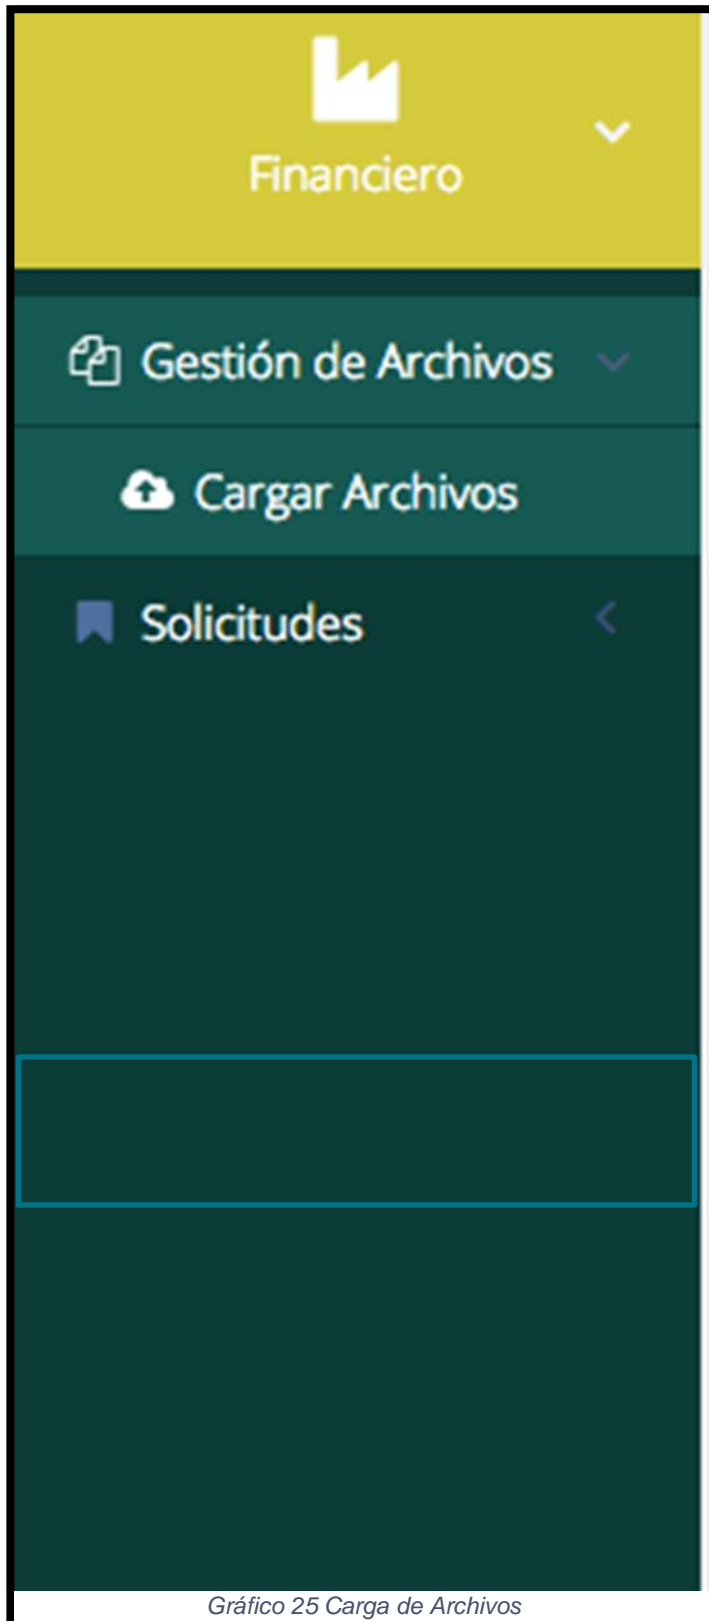 Financiero
Gestión de Archivos
Cargar Archivos
Solicitudes
Gráfico 25 Carga de Archivos